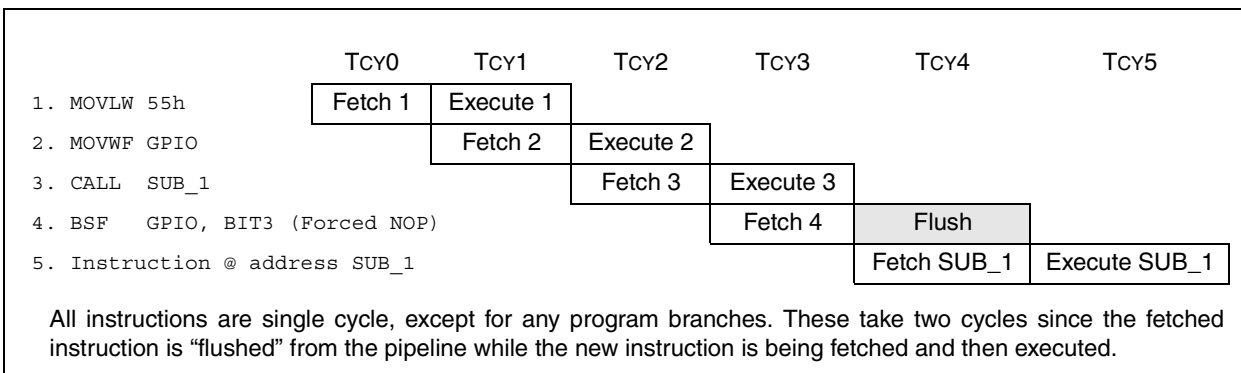 TCY0 TCY1 TCY2 TCY3 TCY4 TCY5
1. MOVLW 55h Fetch 1 Execute 1
2. MOVWF GPIO Fetch 2 Execute 2
3. CALL SUB_1 Fetch 3 Execute 3
4. BSF GPIO, BIT3 (Forced NOP) Fetch 4 Flush
5. Instruction @ address SUB_1 Fetch SUB_1 Execute SUB_1
All instructions are single cycle, except for any program branches. These take two cycles since the fetched
instruction is “flushed” from the pipeline while the new instruction is being fetched and then executed.